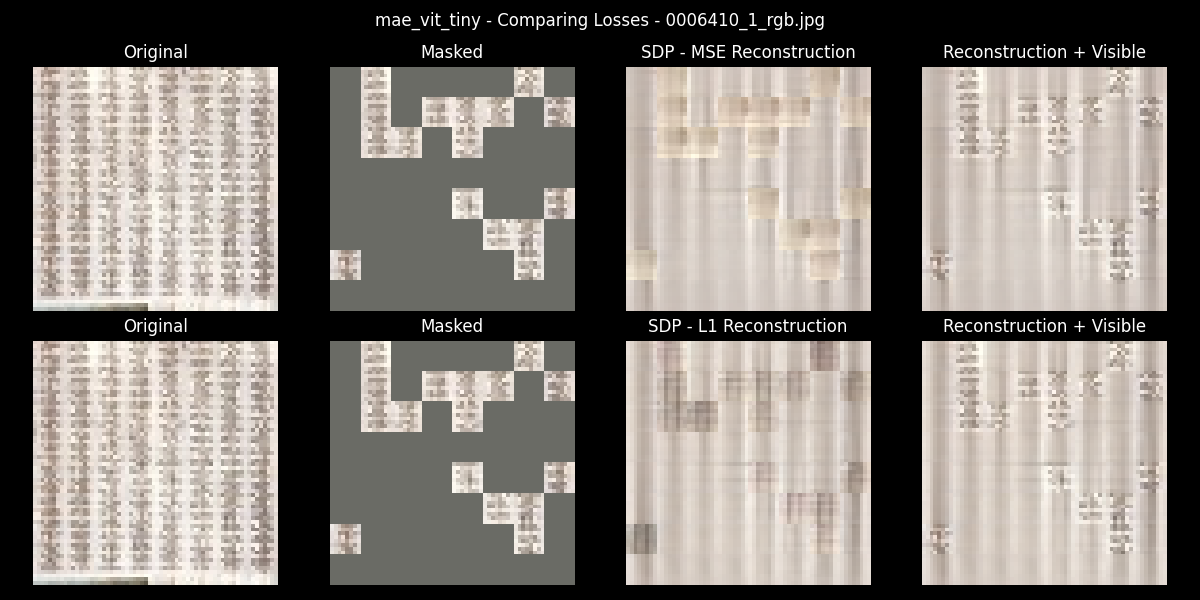 mae_vit_tiny - Comparing Losses - 0006410_1_rgb.jpg
Original Masked SDP - MSE Reconstruction Reconstruction + Visible
Original Masked SDP - L1 Reconstruction Reconstruction + Visible